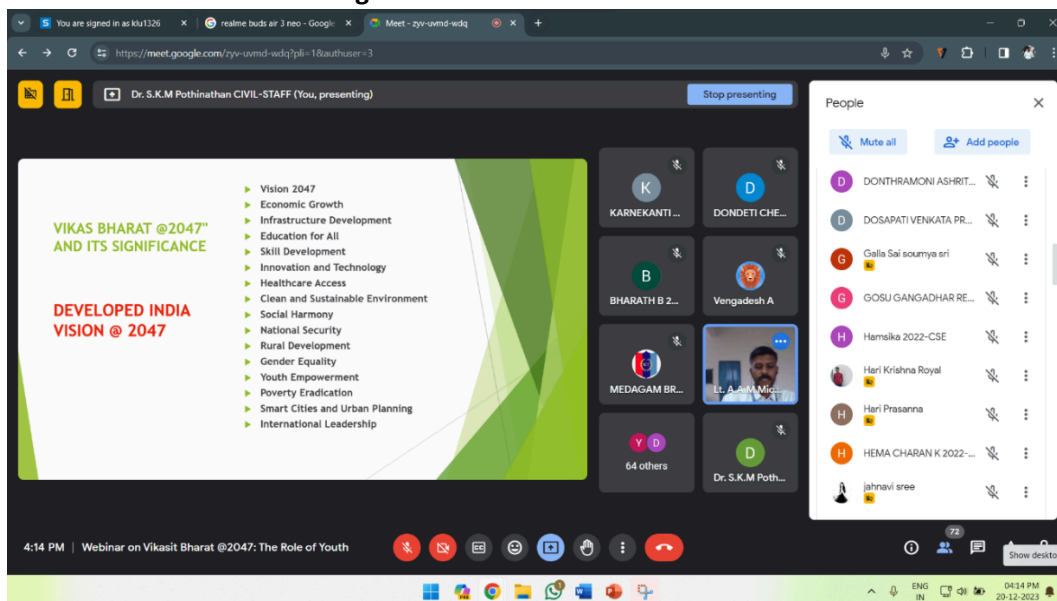 You are signed in as klu1326
realme buds air 3 neo - Google
Meet - zyv-uvmd-wdq
https://meet.google.com/zyv-uvmd-wdq?pli=1&authuser=3
Dr. S.K.M Pothinathan CIVIL-STAFF (You, presenting)
Stop presenting
VIKAS BHARAT @2047"
AND ITS SIGNIFICANCE
DEVELOPED INDIA
VISION @ 2047
Vision 2047
Economic Growth
Infrastructure Development
Education for All
Skill Development
Innovation and Technology
Healthcare Access
Clean and Sustainable Environment
Social Harmony
National Security
Rural Development
Gender Equality
Youth Empowerment
Poverty Eradication
Smart Cities and Urban Planning
International Leadership
K
KARNEKANTI ...
D
DONDETI CHE...
B
BHARATH B 2...
Vengadesh A
MEDAGAM BR...
Lt. A.A.M.Mic...
Y D
64 others
D
Dr. S.K.M Poth...
People
Mute all
Add people
D DONTHRAMONI ASHRIT...
D DOSAPATI VENKATA PR...
G Galla Sai soumya sri
G GOSU GANGADHAR RE...
H Hamsika 2022-CSE
Hari Krishna Royal
H Hari Prasanna
H HEMA CHARAN K 2022-...
jahnavi sree
4:14 PM | Webinar on Vikasit Bharat @2047: The Role of Youth
72
Show deskto
ENG
IN
04:14 PM
20-12-2023